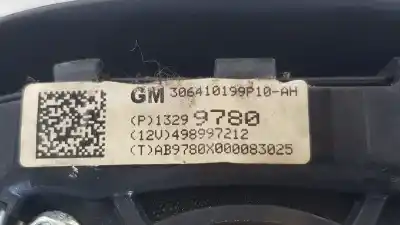 GM 306410199P10-AH
(P)1329 9780
(12V)498997212
(T)AB9780X000083025